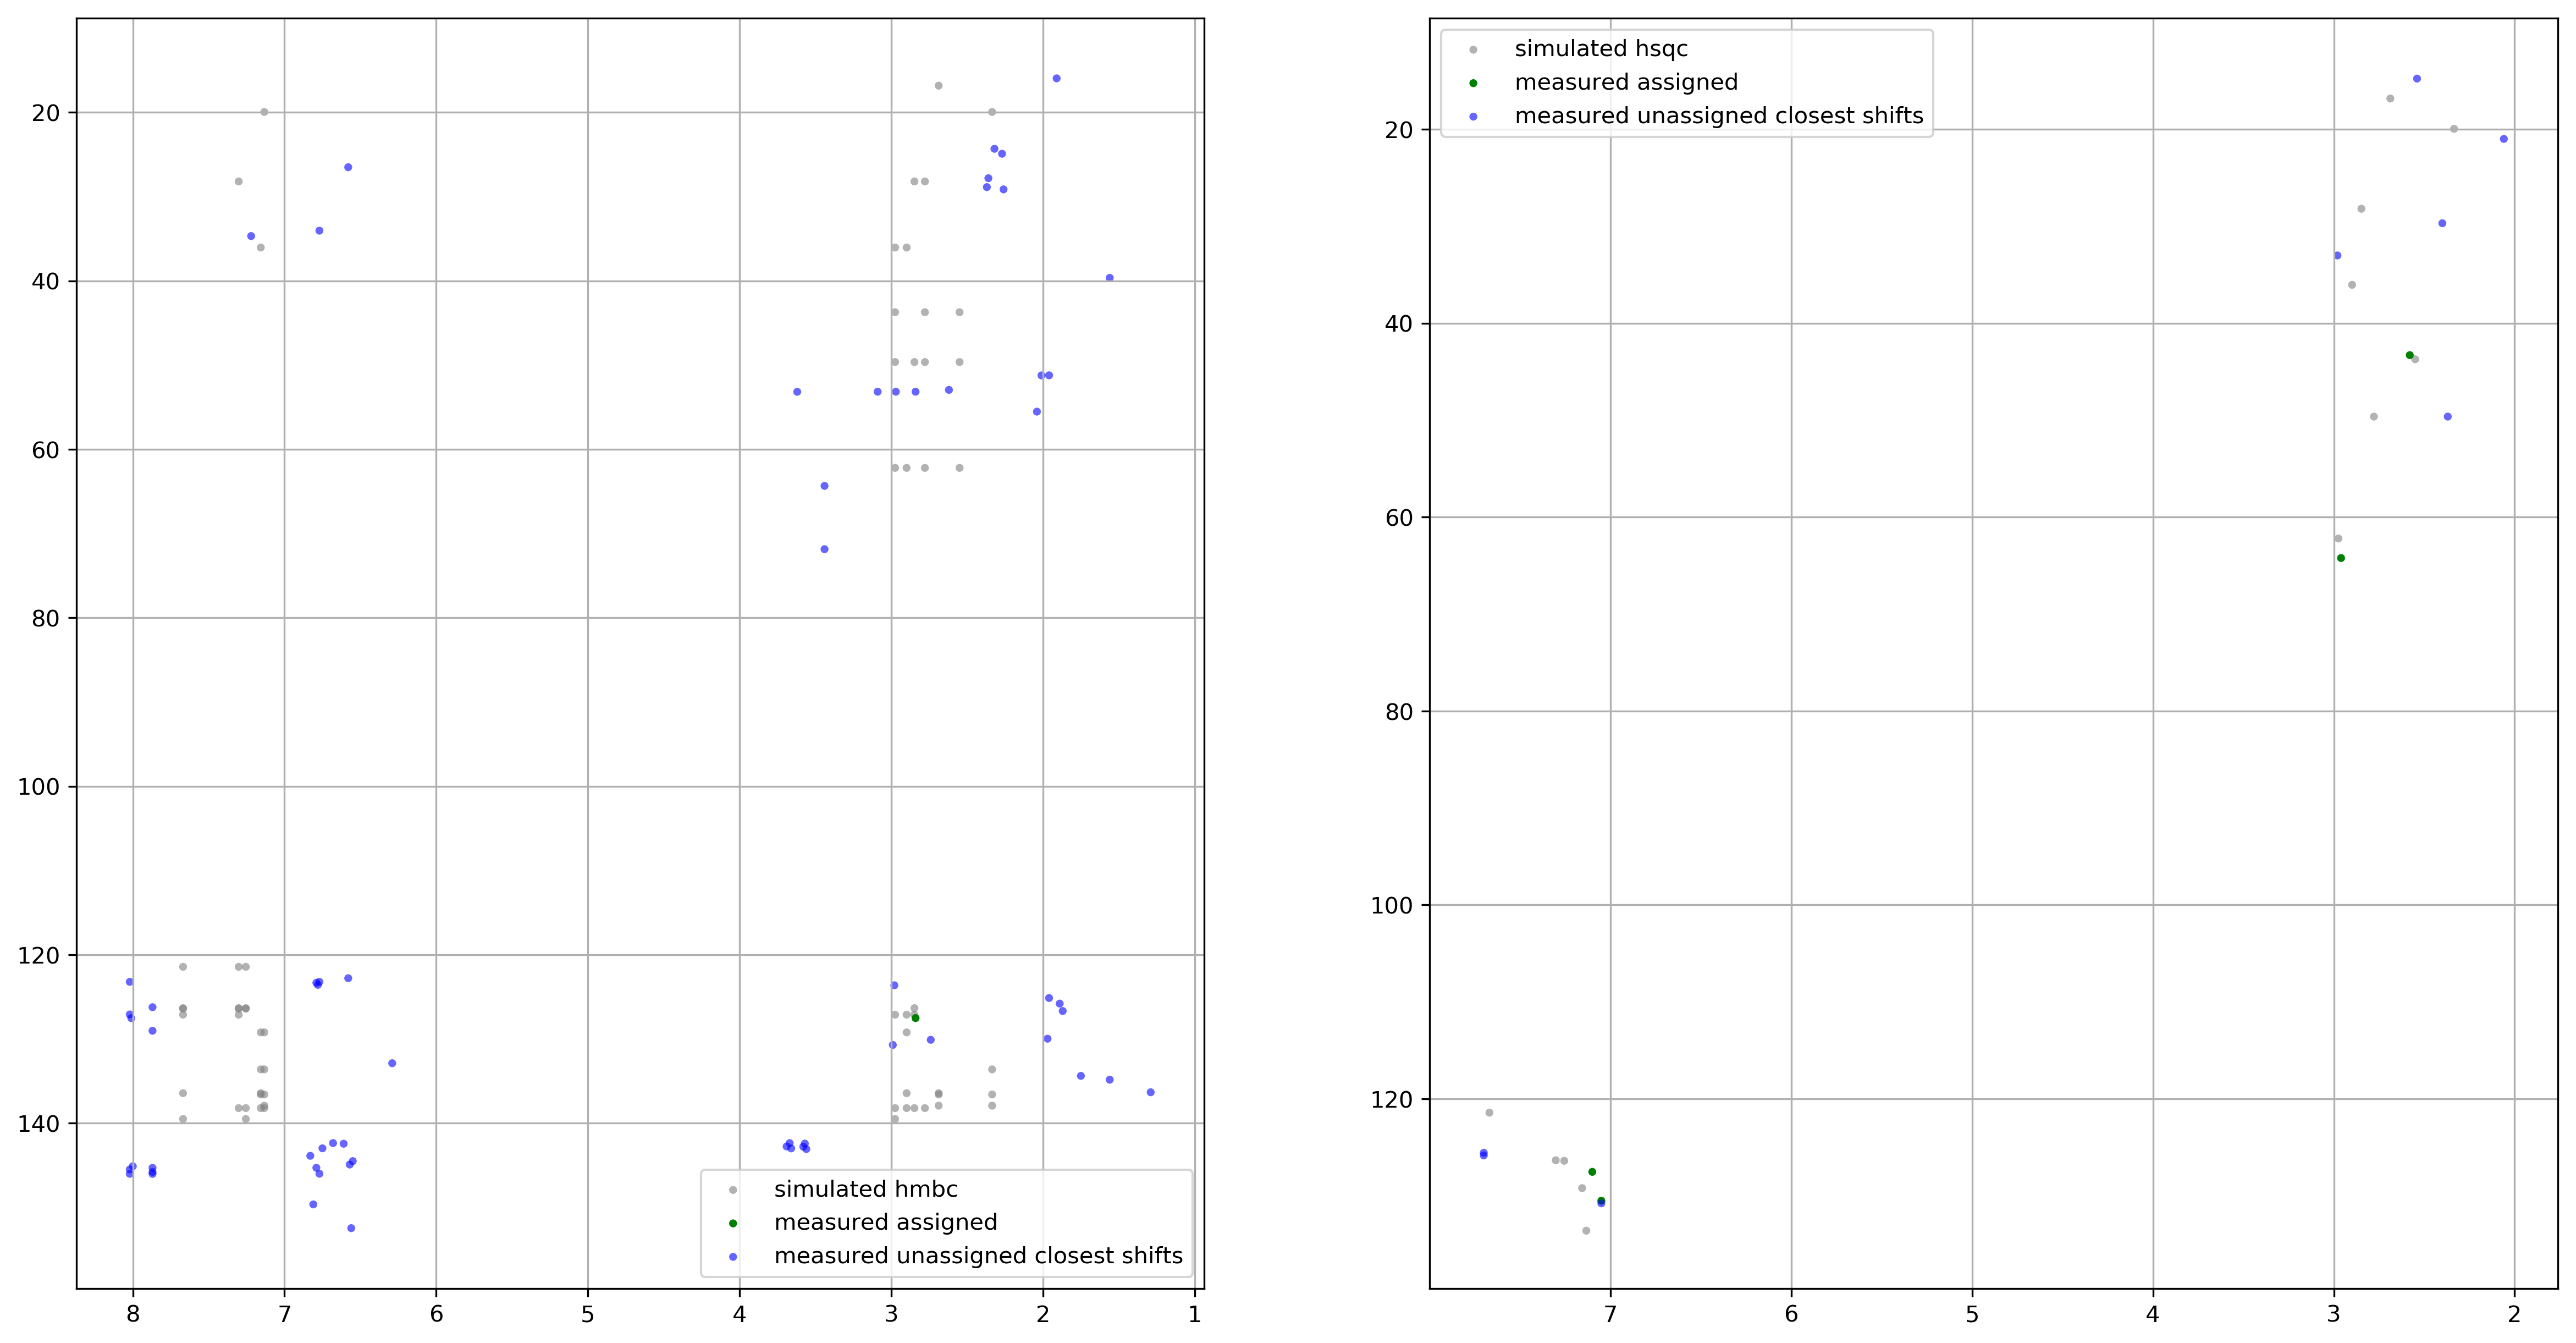 20
40
60
80
100
120
140
8 7 6 5 4 3 2 1
simulated hmbc
measured assigned
measured unassigned closest shifts
20
40
60
80
100
120
7 6 5 4 3 2
simulated hsqc
measured assigned
measured unassigned closest shifts